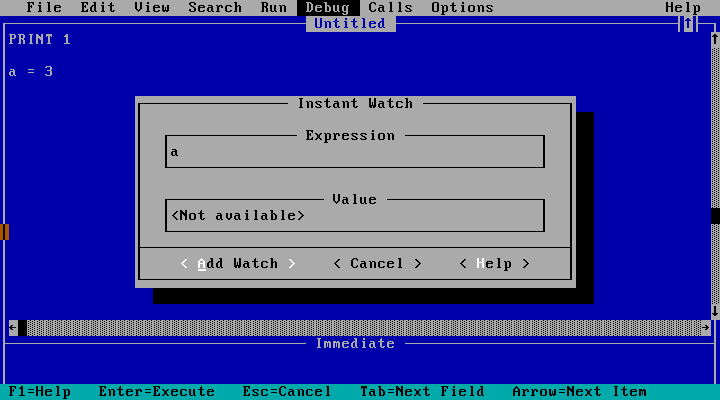 File Edit View Search Run Debug Calls Options Help
Untitled
PRINT 1
a = 3
Instant Watch
Expression
a
Value
<Not available>
< Add Watch > < Cancel > < Help >
Immediate
F1=Help Enter=Execute Esc=Cancel Tab=Next Field Arrow=Next Item